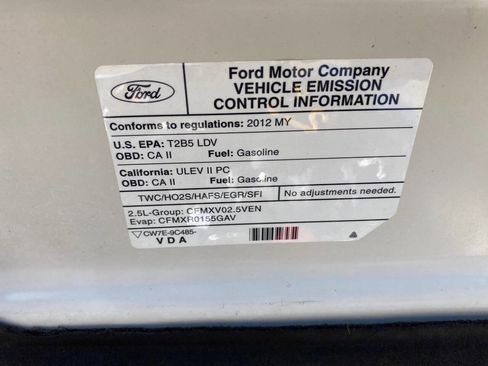 Ford
Ford Motor Company
VEHICLE EMISSION
CONTROL INFORMATION
Conforms to regulations: 2012 MY
U.S. EPA: T2B5 LDV
OBD: CA II Fuel: Gasoline
California: ULEV II PC
OBD: CA II Fuel: Gasoline
TWC/HO2S/HAFS/EGR/SFI No adjustments needed.
2.5L-Group: CFMXV02.5VEN
Evap: CFMXR0155GAV
CW7E-9C485-
VDA